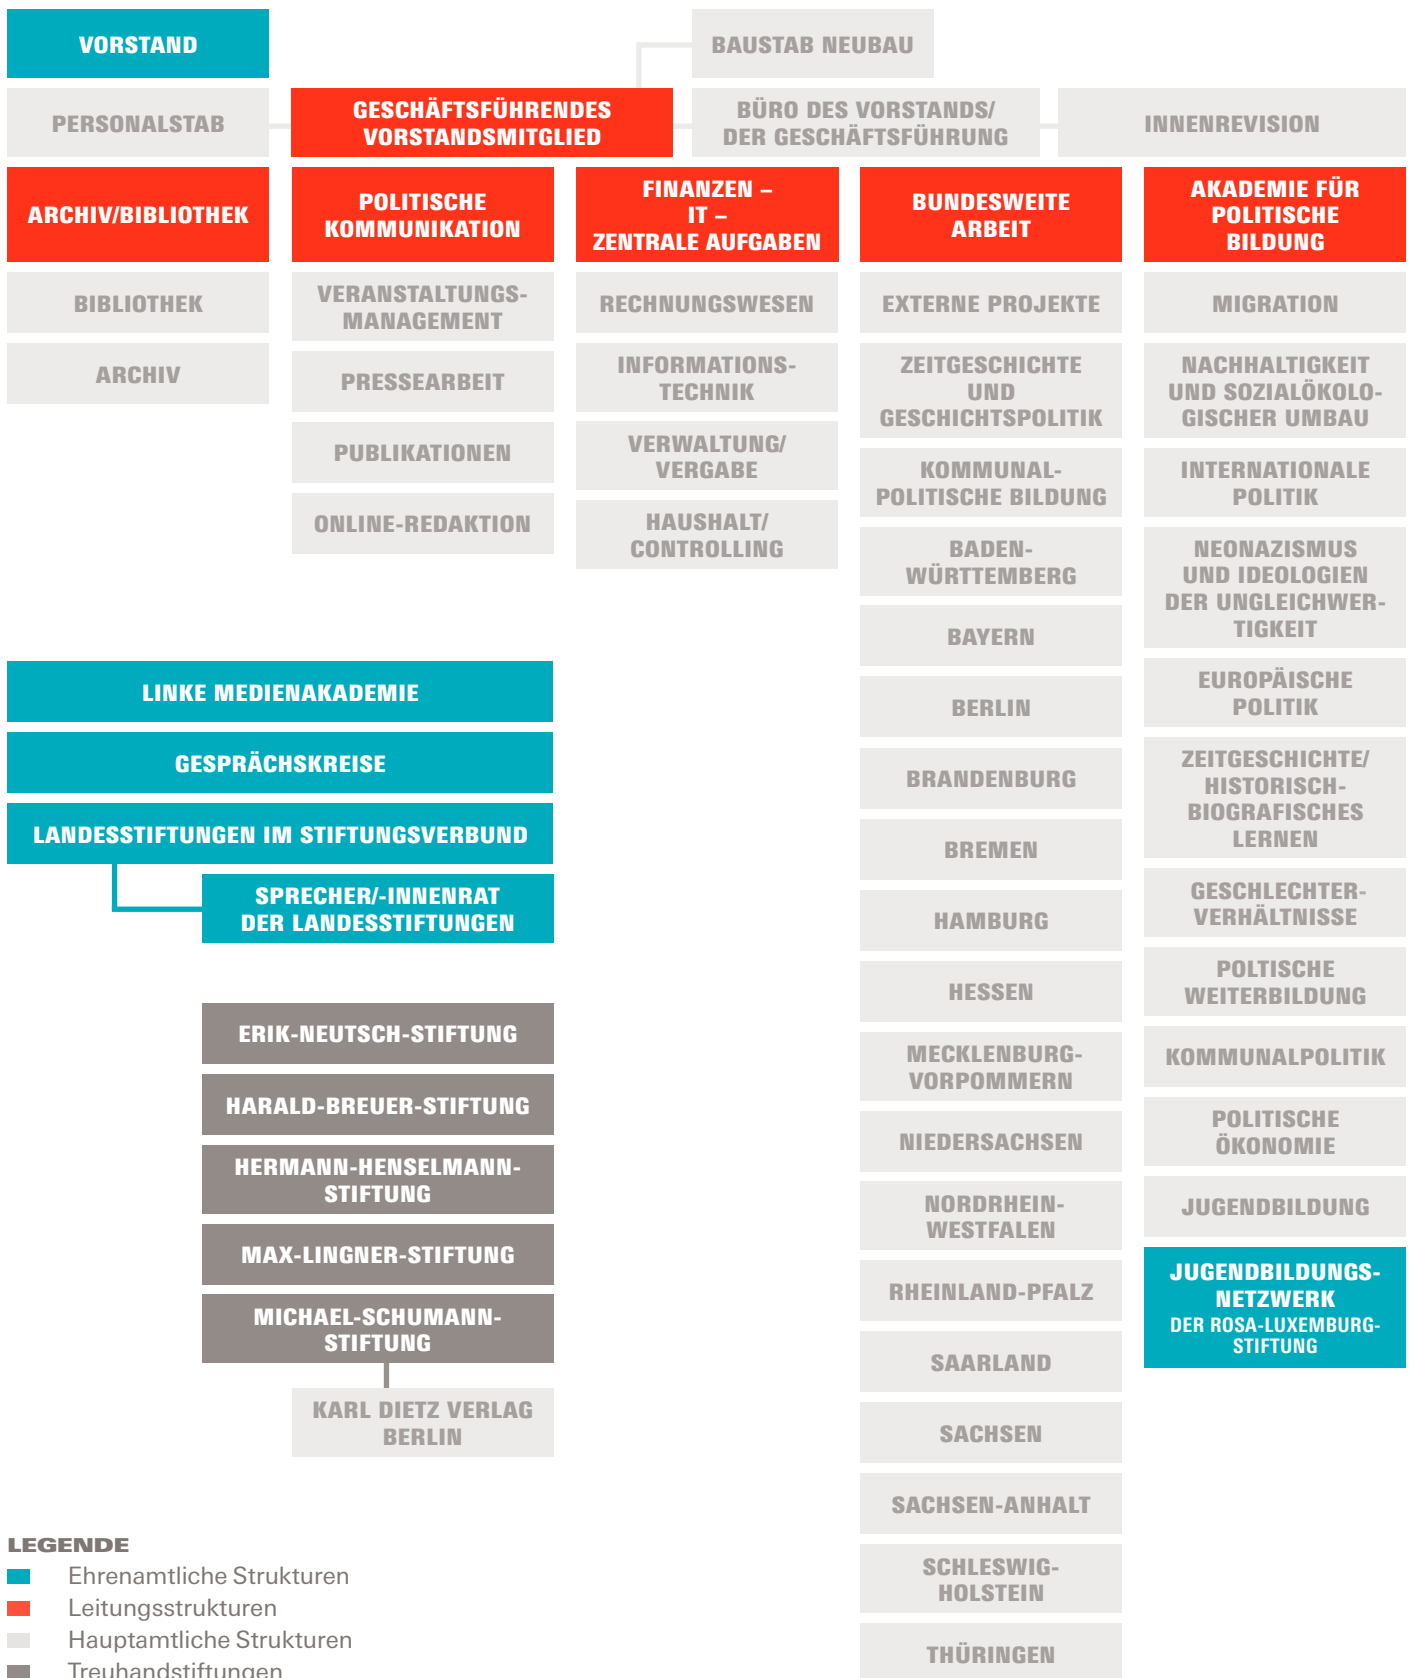 VORSTAND
BAUSTAB NEUBAU
PERSONALSTAB
GESCHÄFTSFÜHRENDES
VORSTANDSMITGLIED
BÜRO DES VORSTANDS/
DER GESCHÄFTSFÜHRUNG
INNENREVISION
ARCHIV/BIBLIOTHEK
BIBLIOTHEK
ARCHIV
POLITISCHE
KOMMUNIKATION
VERANSTALTUNGS-
MANAGEMENT
PRESSEARBEIT
PUBLIKATIONEN
ONLINE-REDAKTION
FINANZEN –
IT –
ZENTRALE AUFGABEN
RECHNUNGSWESEN
INFORMATIONS-
TECHNIK
VERWALTUNG/
VERGABE
HAUSHALT/
CONTROLLING
BUNDESWEITE
ARBEIT
EXTERNE PROJEKTE
ZEITGESCHICHTE
UND
GESCHICHTSPOLITIK
KOMMUNAL-
POLITISCHE BILDUNG
BADEN-
WÜRTTEMBERG
BAYERN
BERLIN
BRANDENBURG
BREMEN
HAMBURG
HESSEN
MECKLENBURG-
VORPOMMERN
NIEDERSACHSEN
NORDRHEIN-
WESTFALEN
RHEINLAND-PFALZ
SAARLAND
SACHSEN
SACHSEN-ANHALT
SCHLESWIG-
HOLSTEIN
THÜRINGEN
AKADEMIE FÜR
POLITISCHE
BILDUNG
MIGRATION
NACHHALTIGKEIT
UND SOZIALÖKOLO-
GISCHER UMBAU
INTERNATIONALE
POLITIK
NEONAZISMUS
UND IDEOLOGIEN
DER UNGLEICHWER-
TIGKEIT
EUROPÄISCHE
POLITIK
ZEITGESCHICHTE/
HISTORISCH-
BIOGRAFISCHES
LERNEN
GESCHLECHTER-
VERHÄLTNISSE
POLTISCHE
WEITERBILDUNG
KOMMUNALPOLITIK
POLITISCHE
ÖKONOMIE
JUGENDBILDUNG
JUGENDBILDUNGS-
NETZWERK
DER ROSA-LUXEMBURG-
STIFTUNG
LINKE MEDIENAKADEMIE
GESPRÄCHSKREISE
LANDESSTIFTUNGEN IM STIFTUNGSVERBUND
SPRECHER/-INNENRAT
DER LANDESSTIFTUNGEN
ERIK-NEUTSCH-STIFTUNG
HARALD-BREUER-STIFTUNG
HERMANN-HENSELMANN-
STIFTUNG
MAX-LINGNER-STIFTUNG
MICHAEL-SCHUMANN-
STIFTUNG
KARL DIETZ VERLAG
BERLIN
LEGENDE
Ehrenamtliche Strukturen
Leitungsstrukturen
Hauptamtliche Strukturen
Treuhandstiftungen